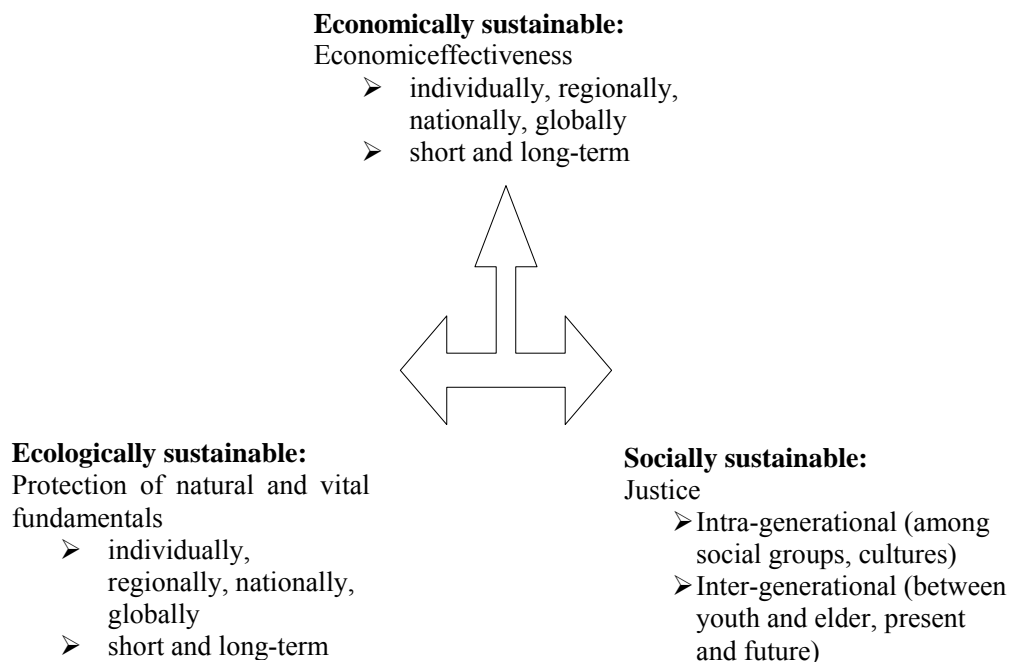 Economically sustainable:
Economiceffectiveness
➢ individually, regionally,
nationally, globally
➢ short and long-term
Ecologically sustainable:
Protection of natural and vital
fundamentals
➢ individually,
regionally, nationally,
globally
➢ short and long-term
Socially sustainable:
Justice
➢ Intra-generational (among
social groups, cultures)
➢ Inter-generational (between
youth and elder, present
and future)